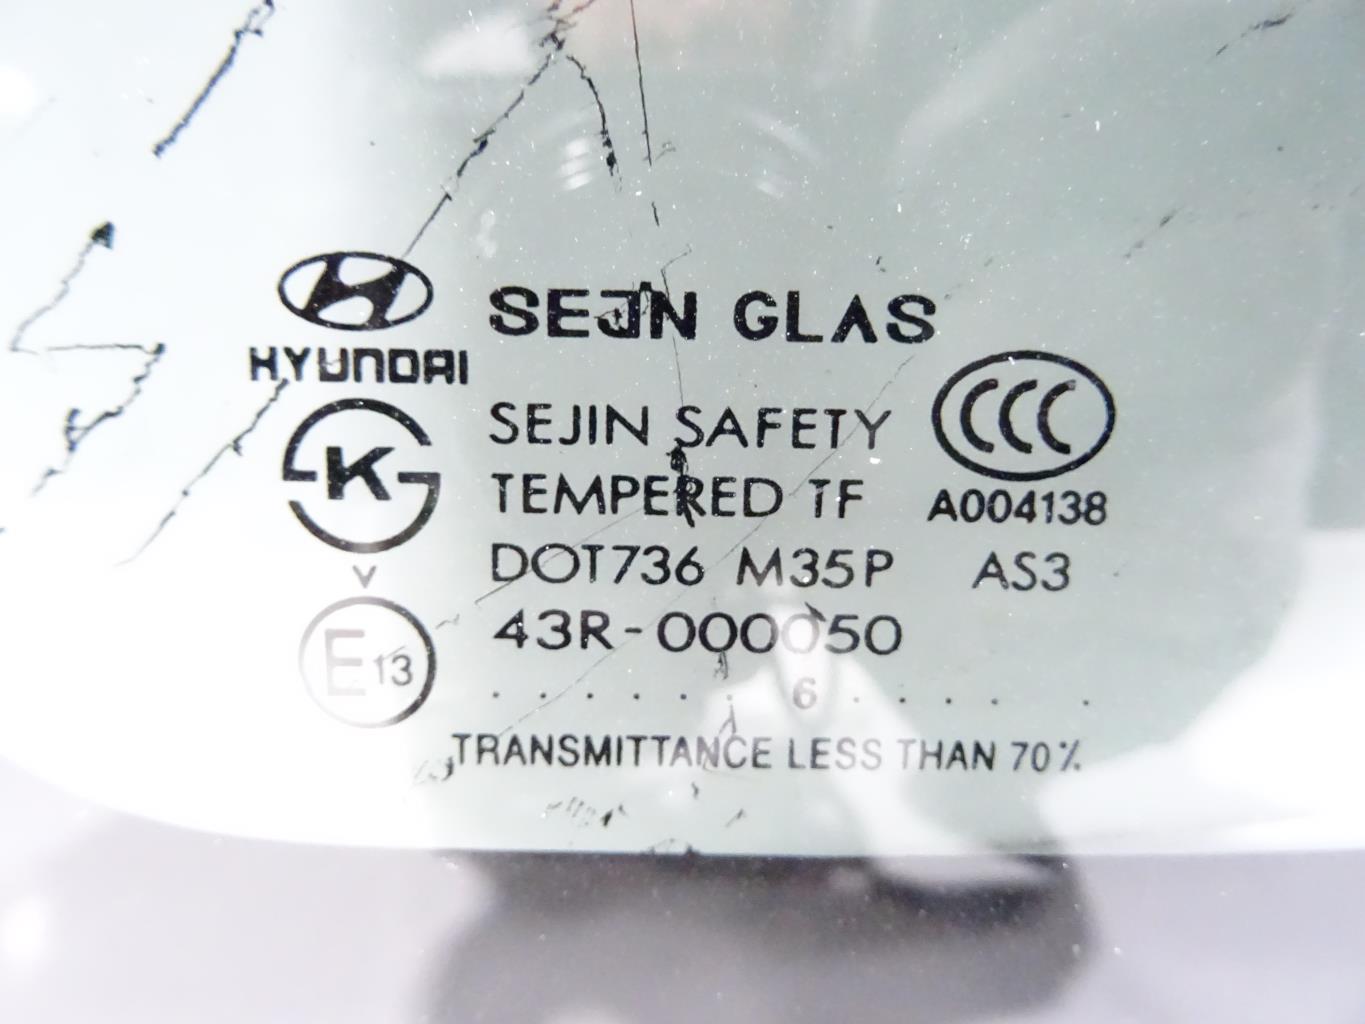 HYUNDAI
SEJIN GLAS
SEJIN SAFETY
TEMPERED TF
K
CCC
A004138
DOT736 M35P AS3
V
E13
43R-000050
. . . . . . 6 . . . . .
TRANSMITTANCE LESS THAN 70%